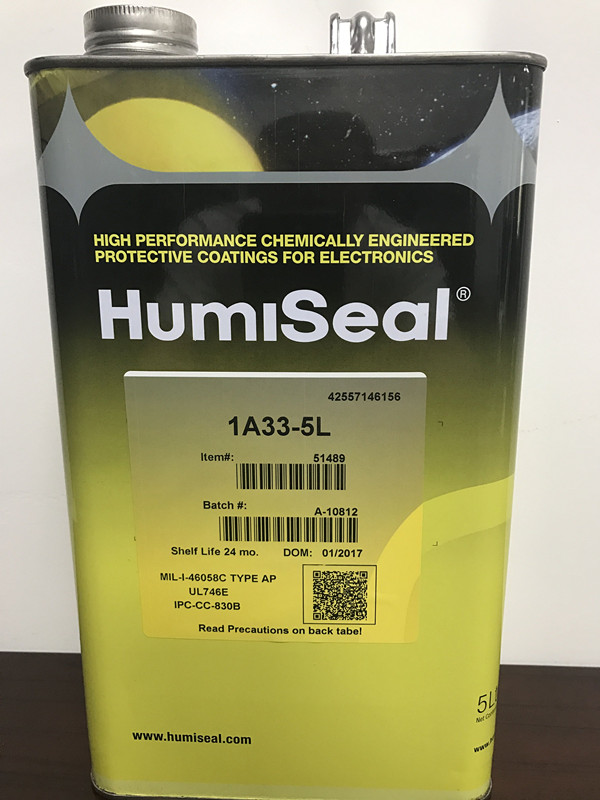 HIGH PERFORMANCE CHEMICALLY ENGINEERED
PROTECTIVE COATINGS FOR ELECTRONICS
HumiSeal®
42557146156
1A33-5L
Item#: 51489
Batch #: A-10812
Shelf Life 24 mo. DOM: 01/2017
MIL-I-46058C TYPE AP
UL746E
IPC-CC-830B
Read Precautions on back tabel!
5L
Net
www.humiseal.com